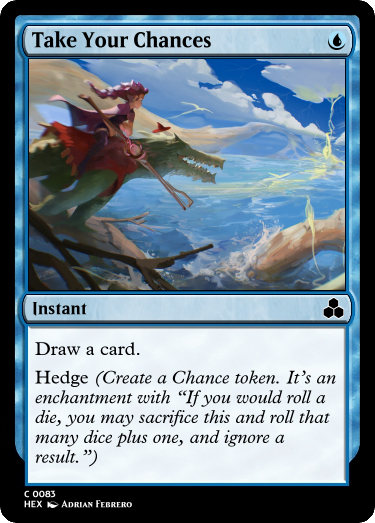 Take Your Chances
Instant
Draw a card.
Hedge (Create a Chance token. It's an
enchantment with “If you would roll a
die, you may sacrifice this and roll that
many dice plus one, and ignore a
result.”)
C 0083
HEX Adrian Febrero